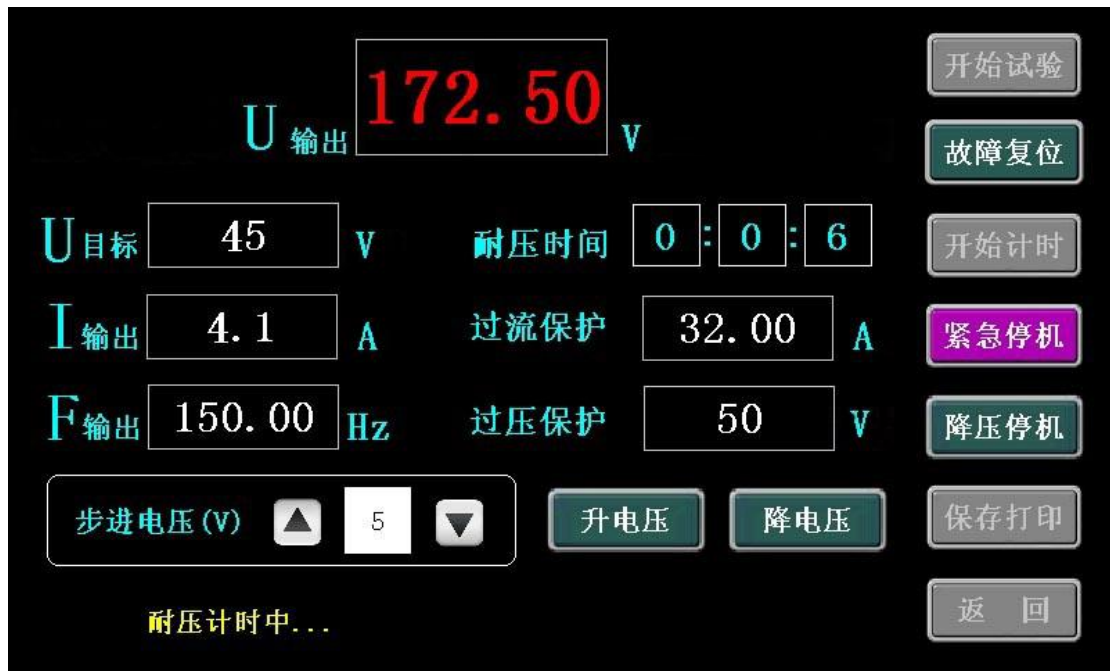 U输出 172.50 V
开始试验
故障复位
U目标 45 V 耐压时间 0:0:6
开始计时
I输出 4.1 A 过流保护 32.00 A
紧急停机
F输出 150.00 Hz 过压保护 50 V
降压停机
步进电压(V) 5 升电压 降电压
保存打印
耐压计时中...
返 回